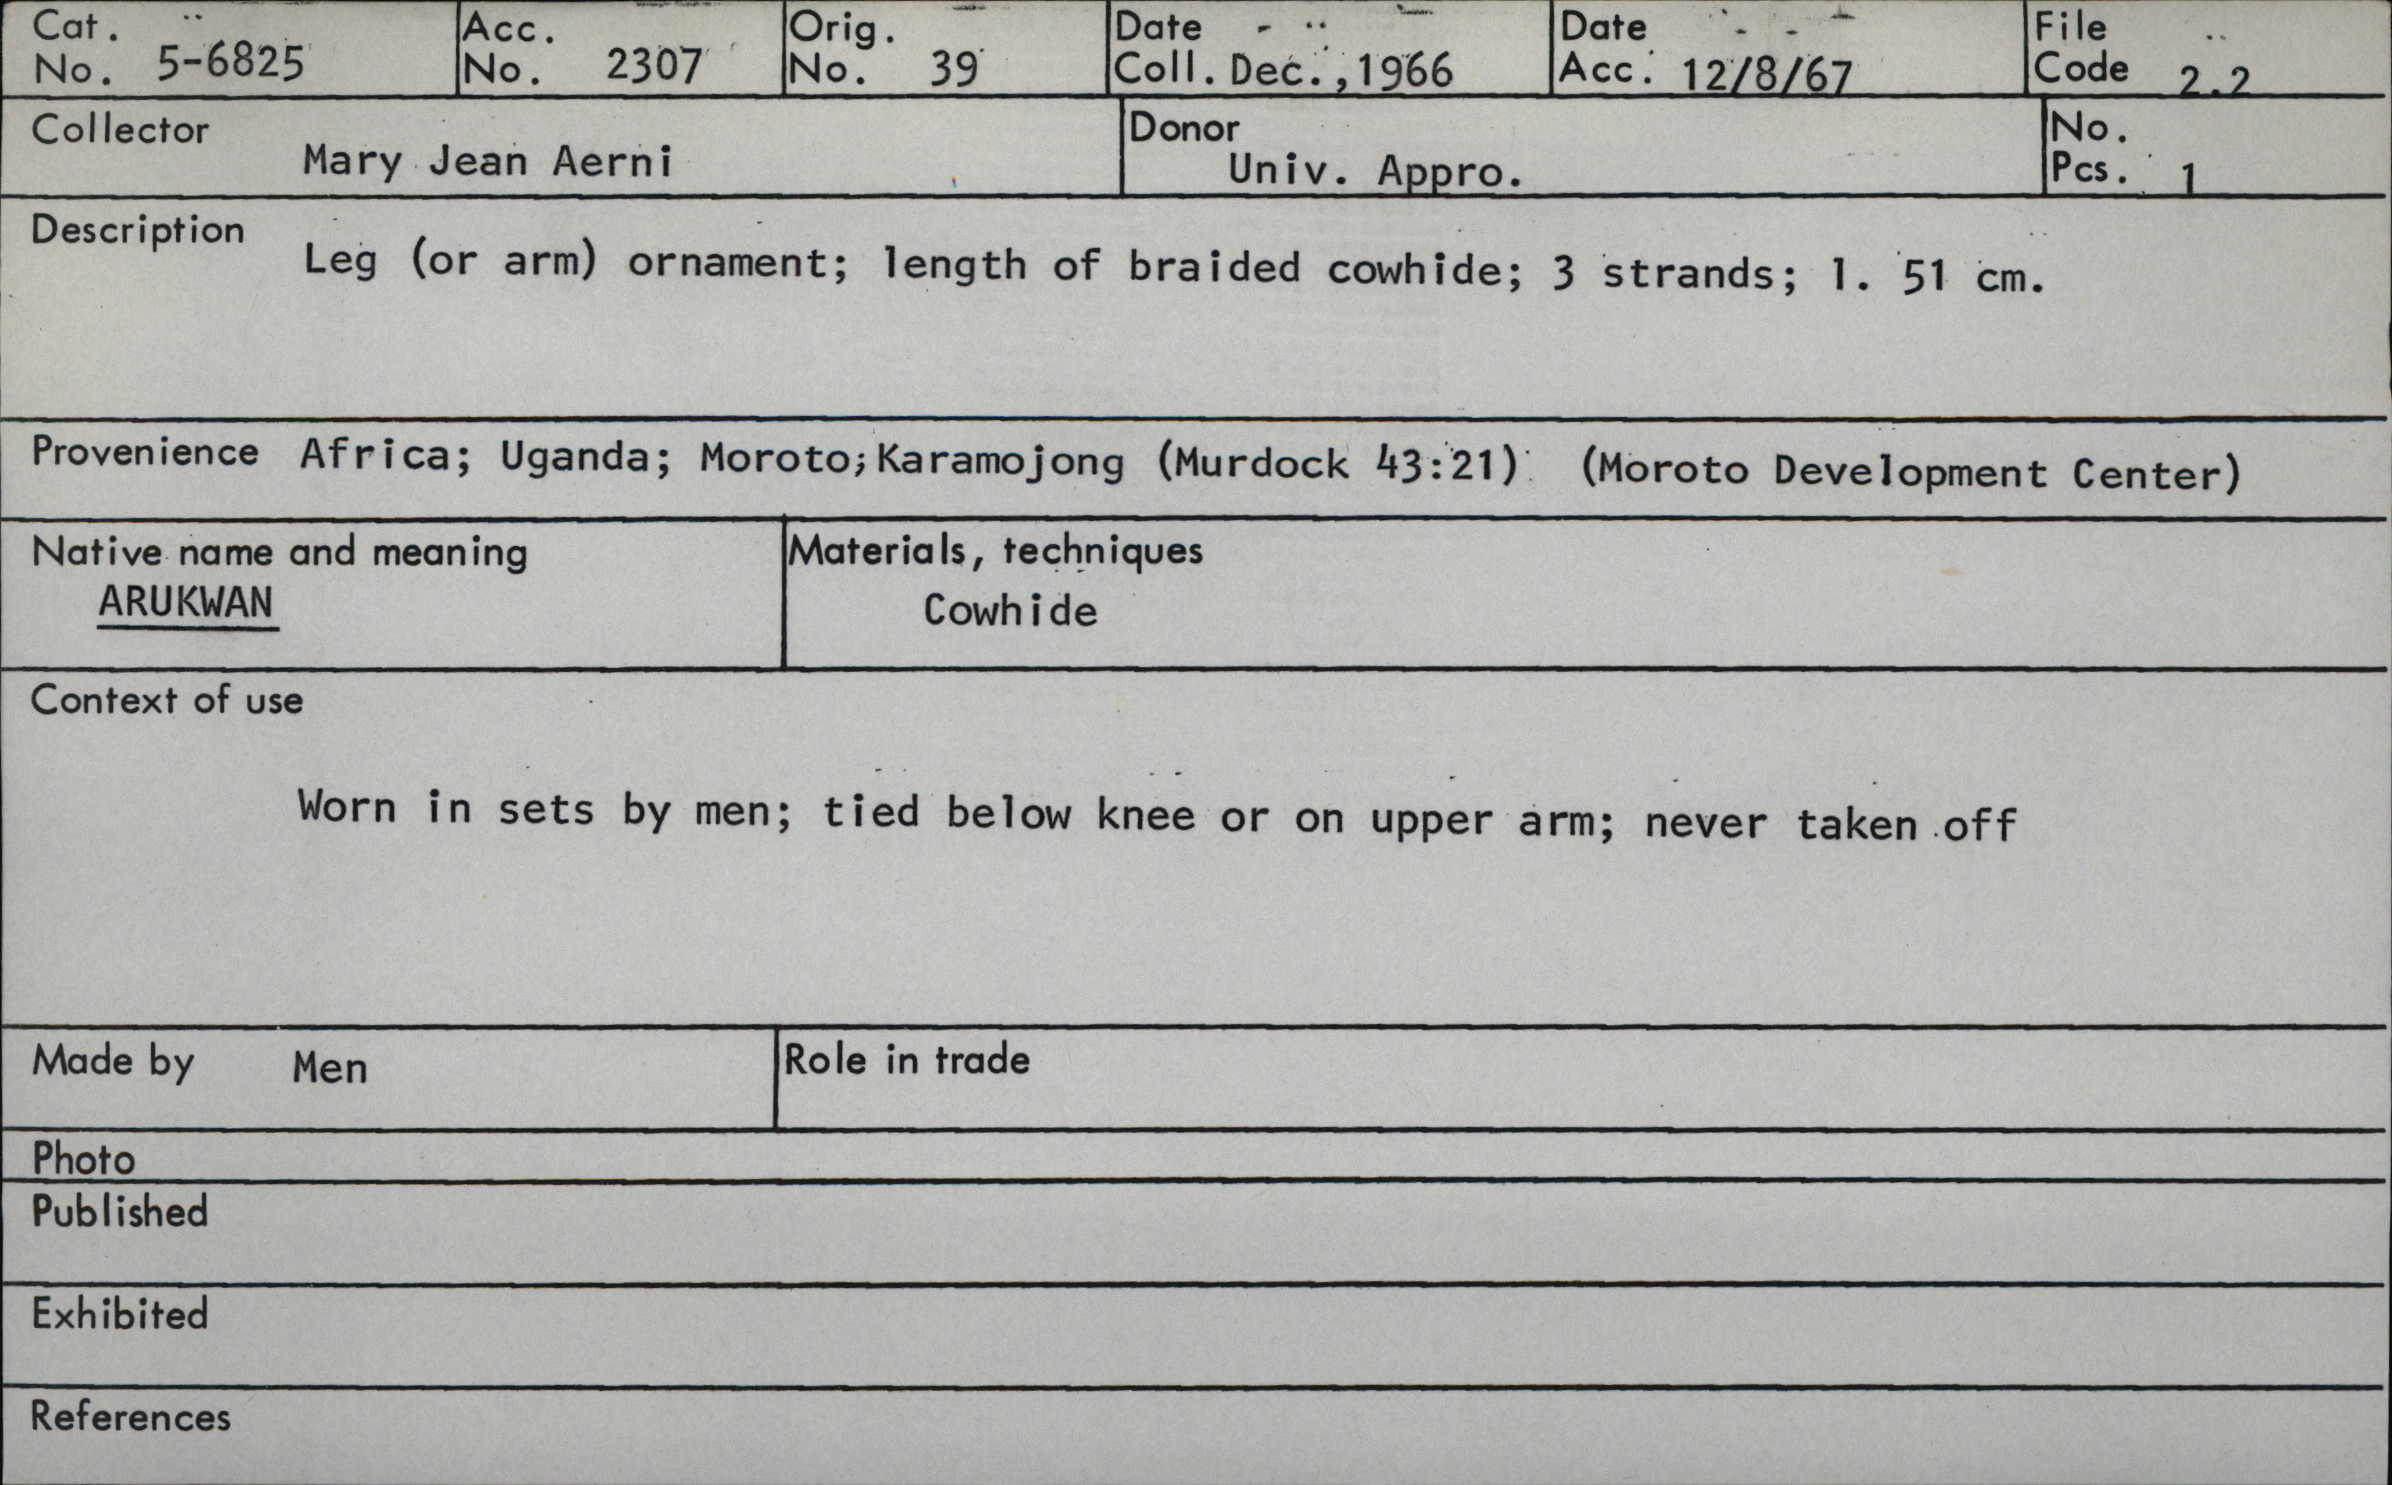 Cat. No. 5-6825 Acc. No. 2307 Orig. No. 39 Date Coll. Dec.,1966 Date Acc. 12/8/67 File Code 2.2
Collector Mary Jean Aerni Donor Univ. Appro. No. Pcs. 1
Description Leg (or arm) ornament; length of braided cowhide; 3 strands; l. 51 cm.
Provenience Africa; Uganda; Moroto;Karamojong (Murdock 43:21) (Moroto Development Center)
Native name and meaning Materials, techniques
ARUKWAN Cowhide
Context of use
Worn in sets by men; tied below knee or on upper arm; never taken off
Made by Men Role in trade
Photo
Published
Exhibited
References